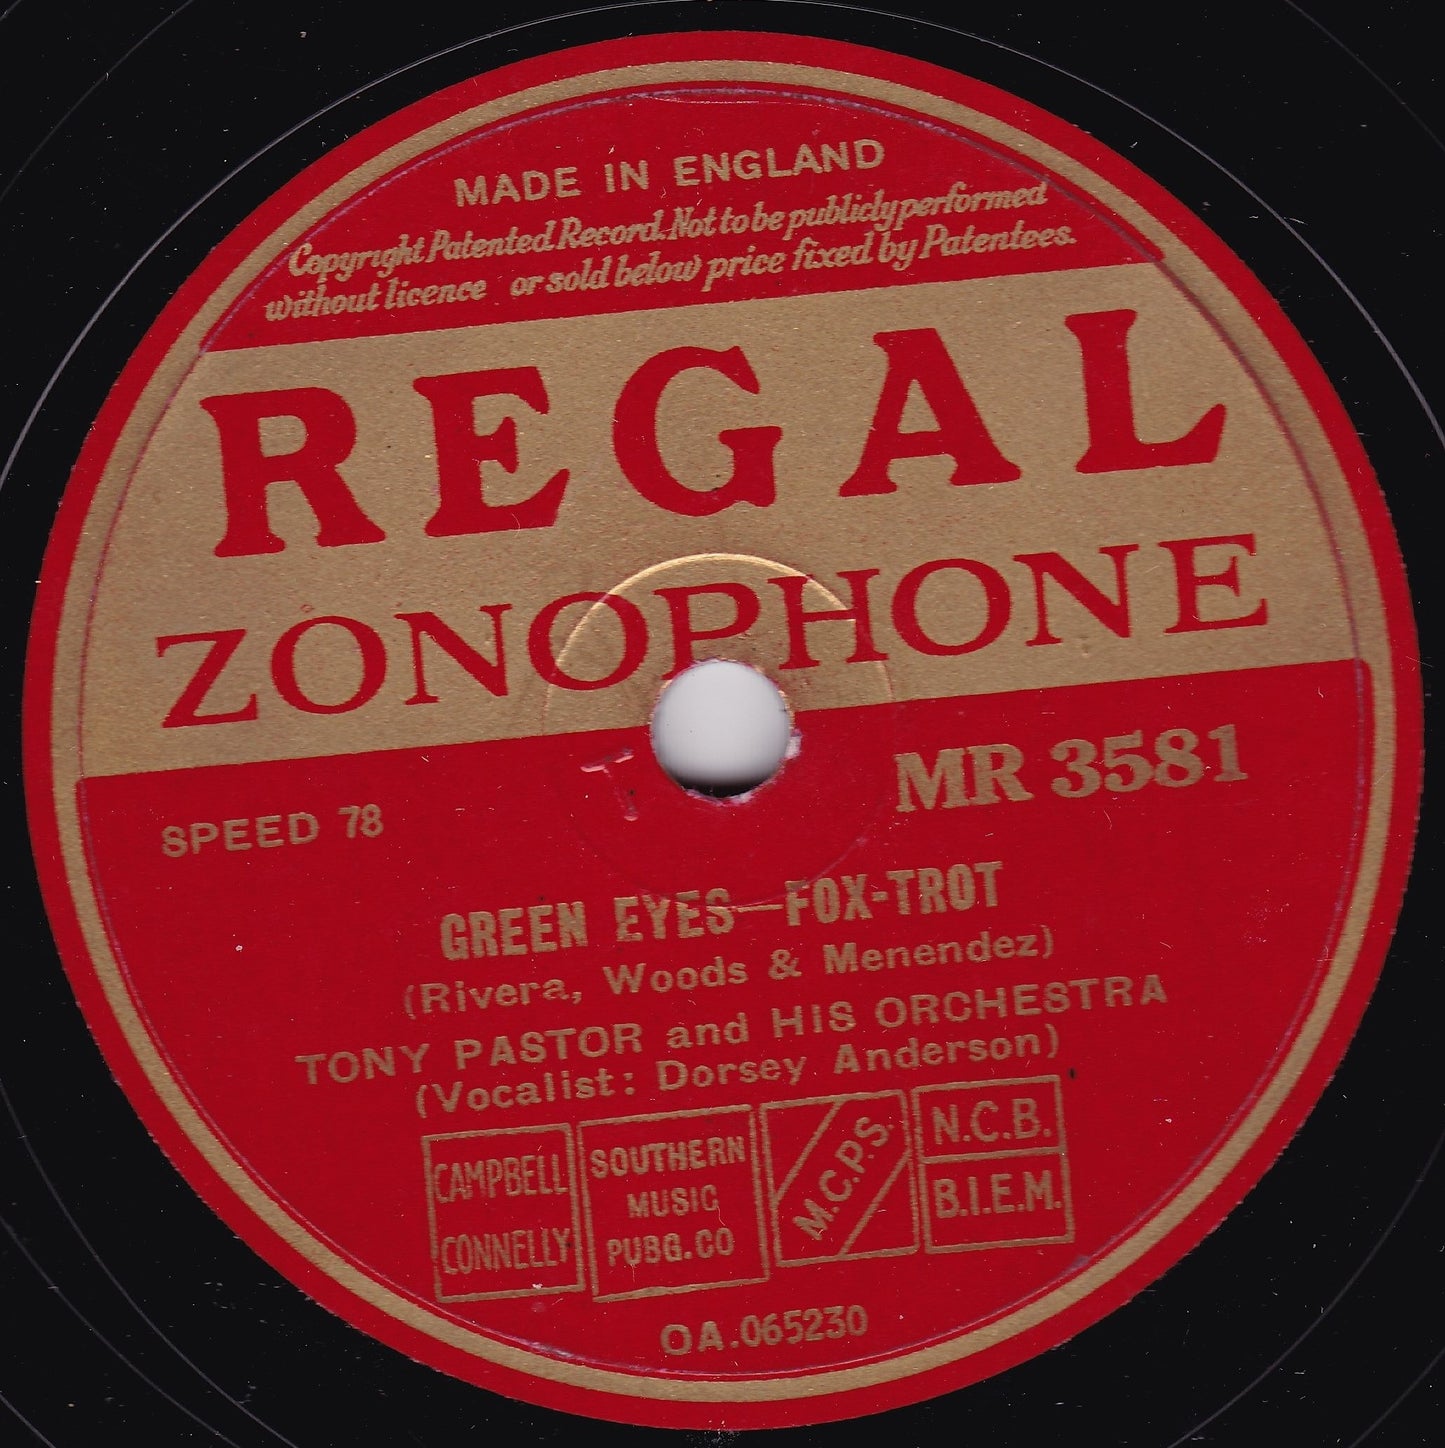 MADE IN ENGLAND
Copyright Patented Record. Not to be publicly performed
without licence or sold below price fixed by Patentees.
REGAL
ZONOPHONE
T
MR 3581
SPEED 78
GREEN EYES—FOX-TROT
(Rivera, Woods & Menendez)
TONY PASTOR and HIS ORCHESTRA
(Vocalist: Dorsey Anderson)
CAMPBELL
CONNELLY
SOUTHERN
MUSIC
PUBG.CO
M.C.P.S.
N.C.B.
B.I.E.M.
OA.065230